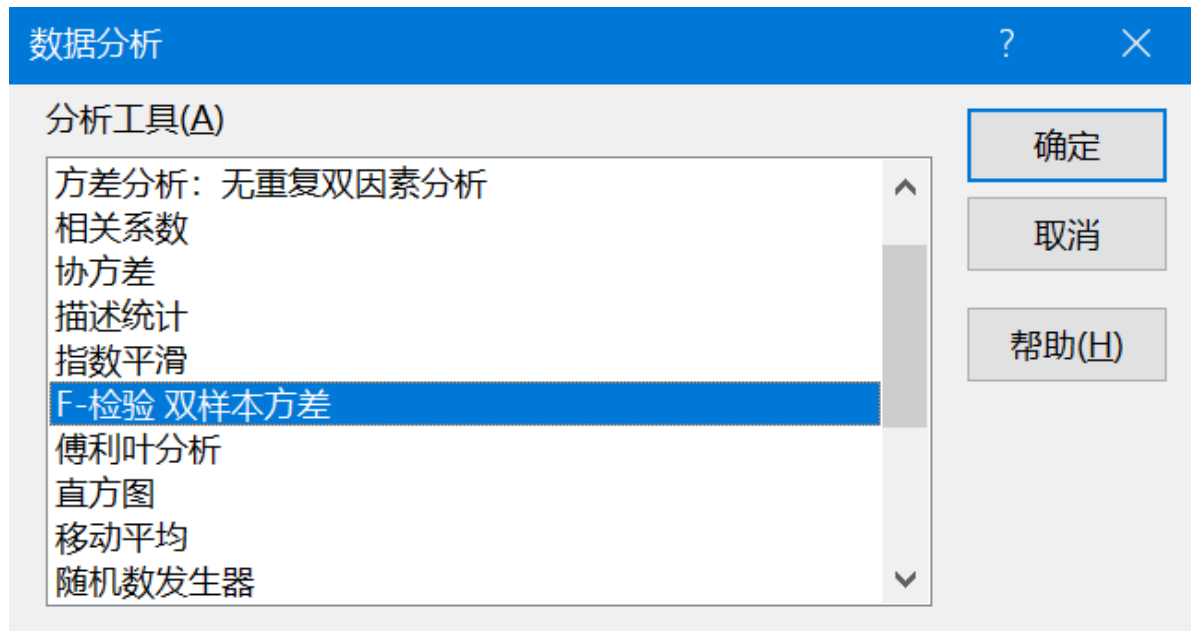 数据分析 ?
分析工具(A)
方差分析：无重复双因素分析
相关系数
协方差
描述统计
指数平滑
F-检验 双样本方差
傅利叶分析
直方图
移动平均
随机数发生器
确定
取消
帮助(H)